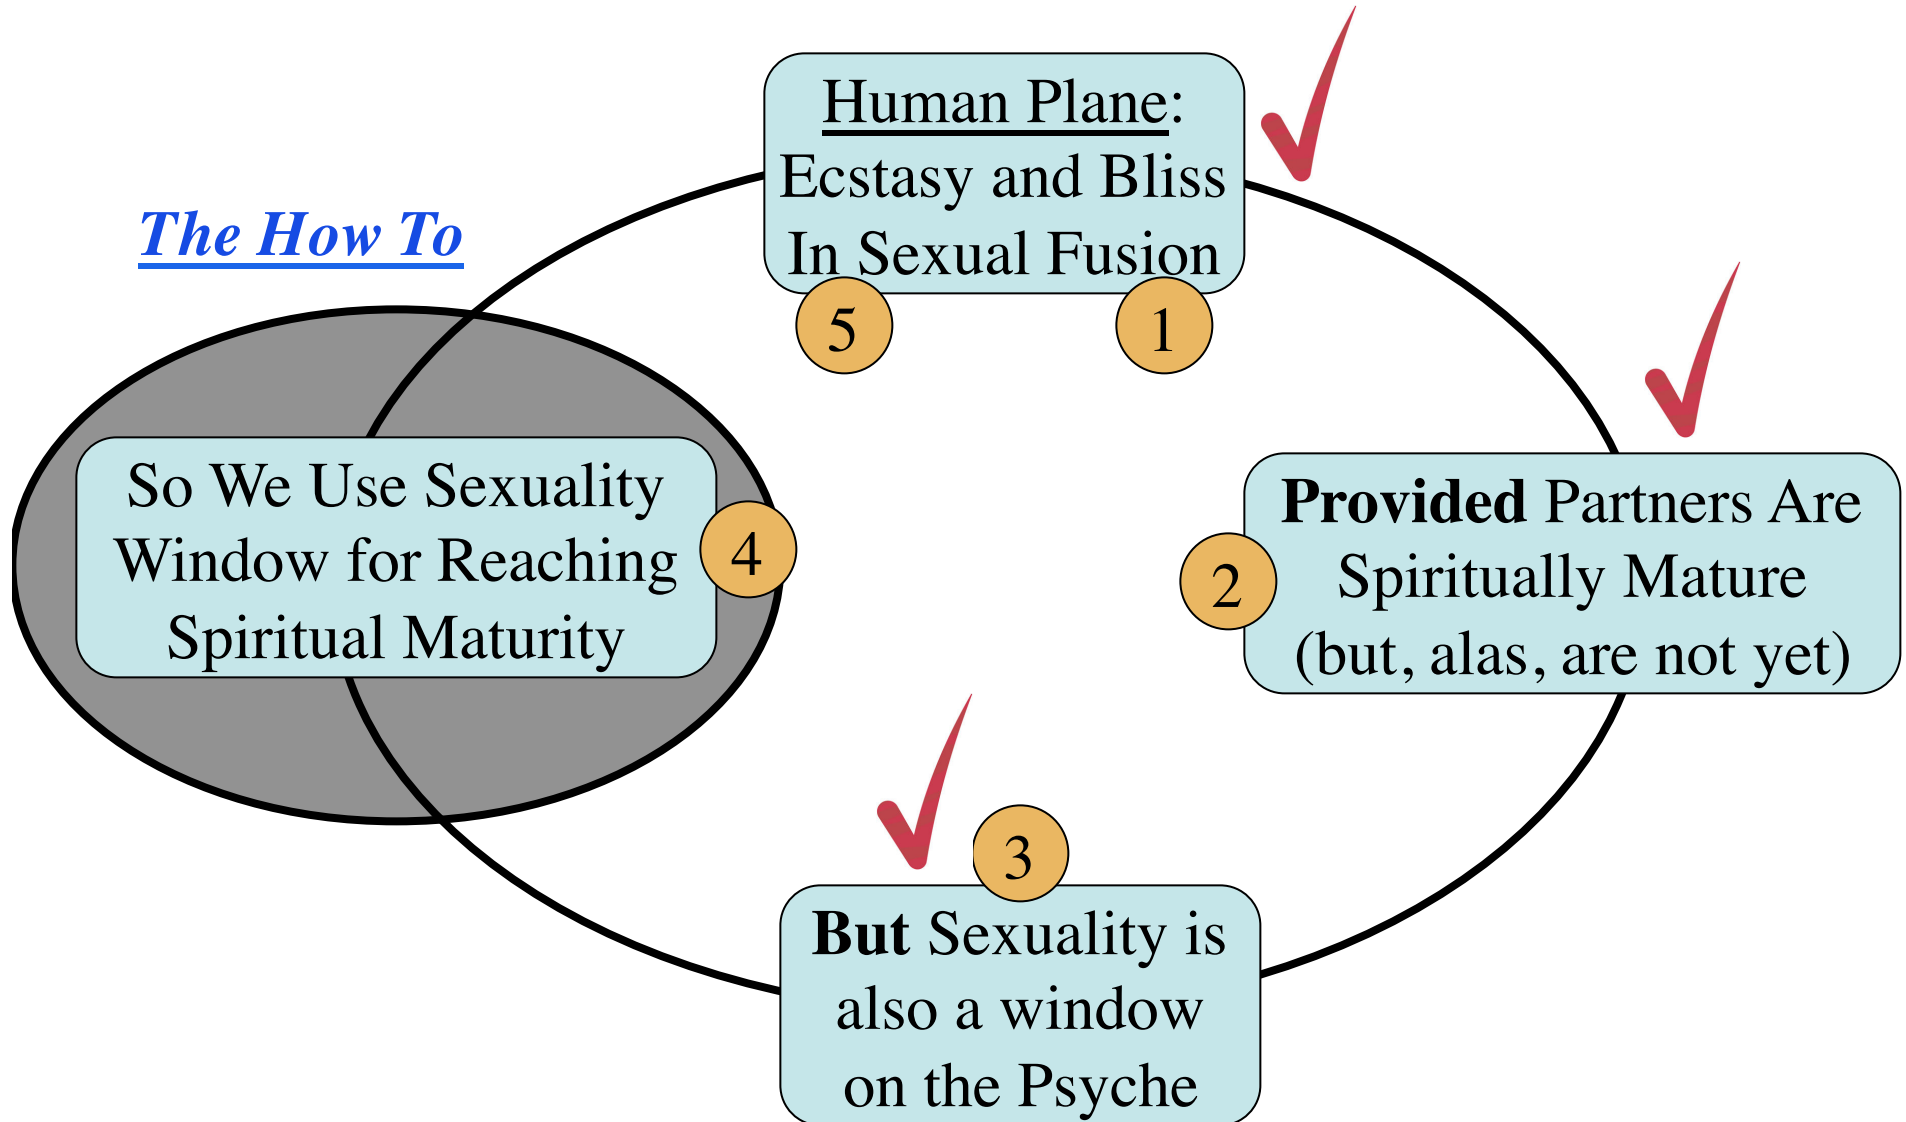 Human Plane:
Ecstasy and Bliss
In Sexual Fusion
5
1
The How To
So We Use Sexuality
Window for Reaching
Spiritual Maturity
4
2
Provided Partners Are
Spiritually Mature
(but, alas, are not yet)
3
But Sexuality is
also a window
on the Psyche